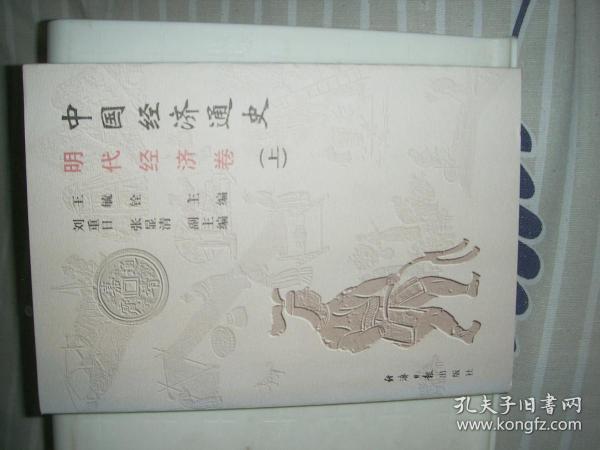 中国经济通史
明代经济卷(上)
王毓铨 主编
刘重日 张显清 副主编
经济日报出版社
孔夫子旧书网
www.kongfz.com